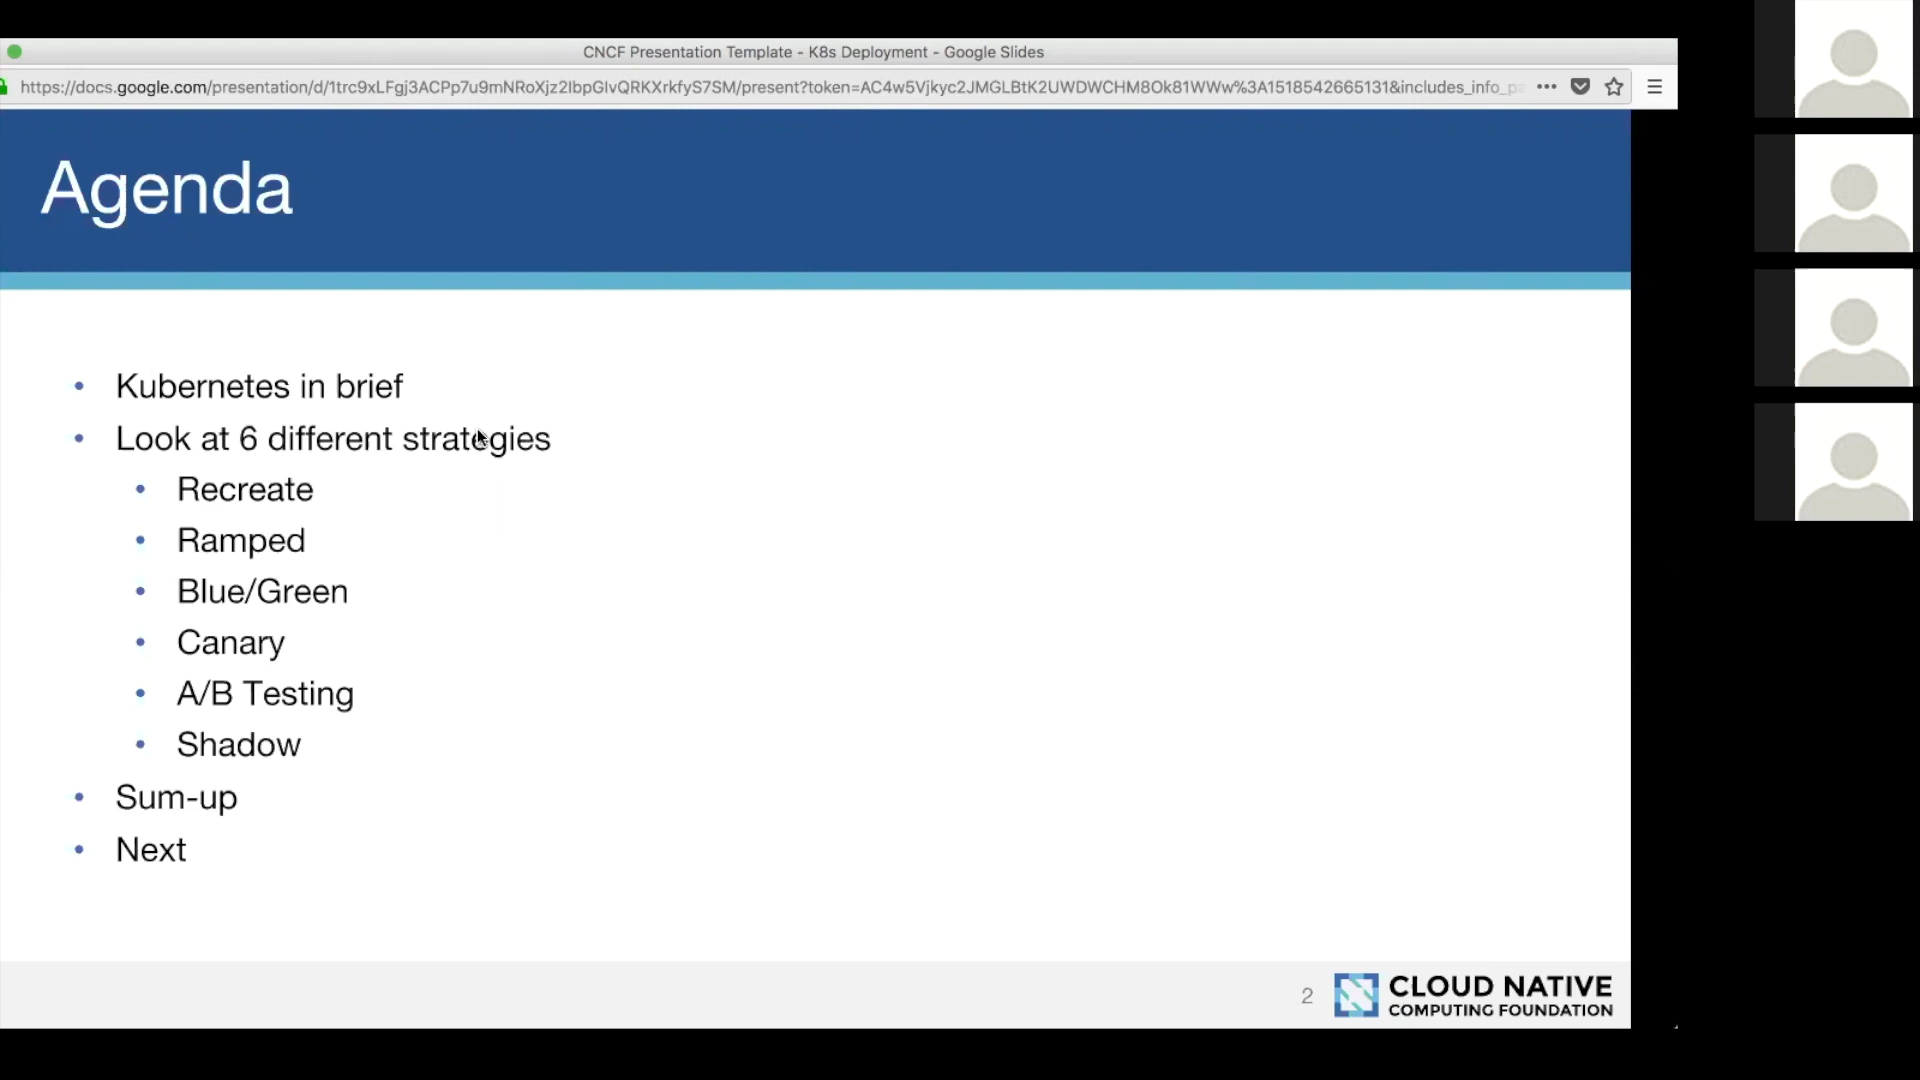 CNCF Presentation Template - K8s Deployment - Google Slides
https://docs.google.com/presentation/d/1trc9xLFgj3ACPp7u9mNRoXjz2IbpGIvQRKXrkfyS7SM/present?token=AC4w5Vjkyc2JMGLBtK2UWDWCHM8Ok81WWw%3A1518542665131&includes_info_pa
Agenda
• Kubernetes in brief
• Look at 6 different strategies
• Recreate
• Ramped
• Blue/Green
• Canary
• A/B Testing
• Shadow
• Sum-up
• Next
2
CLOUD NATIVE
COMPUTING FOUNDATION